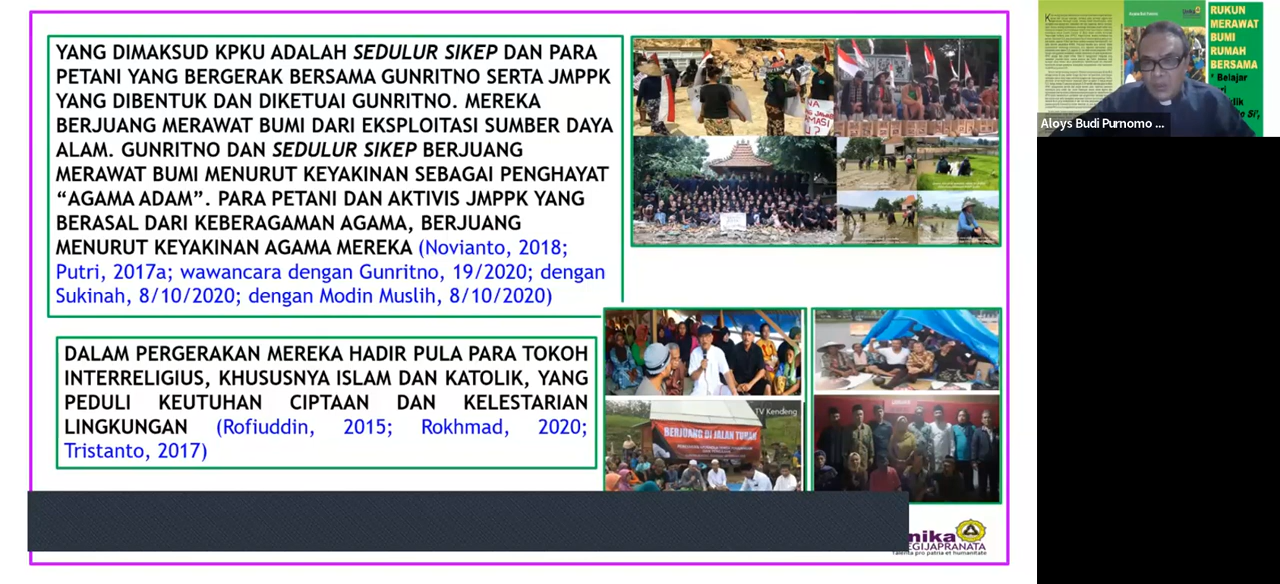 YANG DIMAKSUD KPKU ADALAH SEDULUR SIKEP DAN PARA
PETANI YANG BERGERAK BERSAMA GUNRITNO SERTA JMPPK
YANG DIBENTUK DAN DIKETUAI GUNRITNO. MEREKA
BERJUANG MERAWAT BUMI DARI EKSPLOITASI SUMBER DAYA
ALAM. GUNRITNO DAN SEDULUR SIKEP BERJUANG
MERAWAT BUMI MENURUT KEYAKINAN SEBAGAI PENGHAYAT
“AGAMA ADAM”. PARA PETANI DAN AKTIVIS JMPPK YANG
BERASAL DARI KEBERAGAMAN AGAMA, BERJUANG
MENURUT KEYAKINAN AGAMA MEREKA (Novianto, 2018;
Putri, 2017a; wawancara dengan Gunritno, 19/2020; dengan
Sukinah, 8/10/2020; dengan Modin Muslih, 8/10/2020)
DALAM PERGERAKAN MEREKA HADIR PULA PARA TOKOH
INTERRELIGIUS, KHUSUSNYA ISLAM DAN KATOLIK, YANG
PEDULI KEUTUHAN CIPTAAN DAN KELESTARIAN
LINGKUNGAN (Rofiuddin, 2015; Rokhmad, 2020;
Tristanto, 2017)
TV Kendeng
BERJUANG DI JALAN TUHAN
nika
EGIJAPRANATA
Talenta pro patria et humanitate
RUKUN
MERAWAT
BUMI
RUMAH
BERSAMA
* Belajar
Aloys Budi Purnomo ...